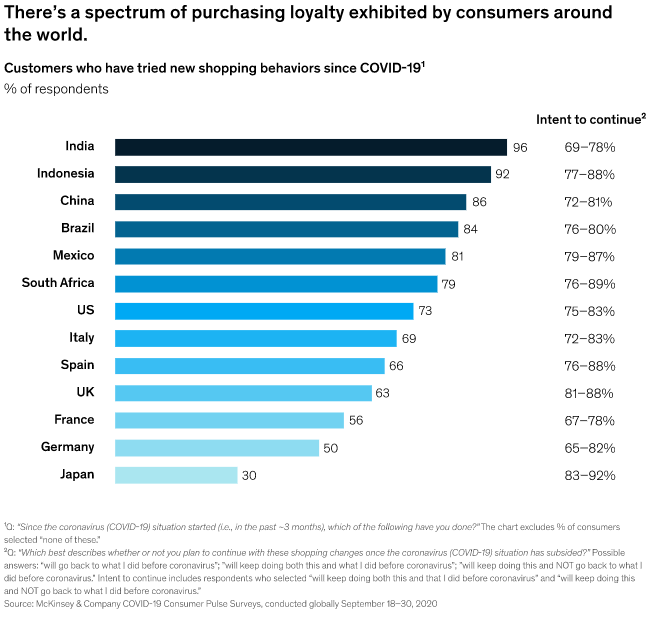 There's a spectrum of purchasing loyalty exhibited by consumers around
the world.
Customers who have tried new shopping behaviors since COVID-19¹
% of respondents
Intent to continue²
India 96 69–78%
Indonesia 92 77–88%
China 86 72–81%
Brazil 84 76–80%
Mexico 81 79–87%
South Africa 79 76–89%
US 73 75–83%
Italy 69 72–83%
Spain 66 76–88%
UK 63 81–88%
France 56 67–78%
Germany 50 65–82%
Japan 30 83–92%
¹Q: "Since the coronavirus (COVID-19) situation started (i.e., in the past ~3 months), which of the following have you done?" The chart excludes % of consumers
selected "none of these."
²Q: "Which best describes whether or not you plan to continue with these shopping changes once the coronavirus (COVID-19) situation has subsided?" Possible
answers: "will go back to what I did before coronavirus"; "will keep doing both this and what I did before coronavirus"; "will keep doing this and NOT go back to what I
did before coronavirus." Intent to continue includes respondents who selected "will keep doing both this and that I did before coronavirus" and "will keep doing this
and NOT go back to what I did before coronavirus."
Source: McKinsey & Company COVID-19 Consumer Pulse Surveys, conducted globally September 18–30, 2020